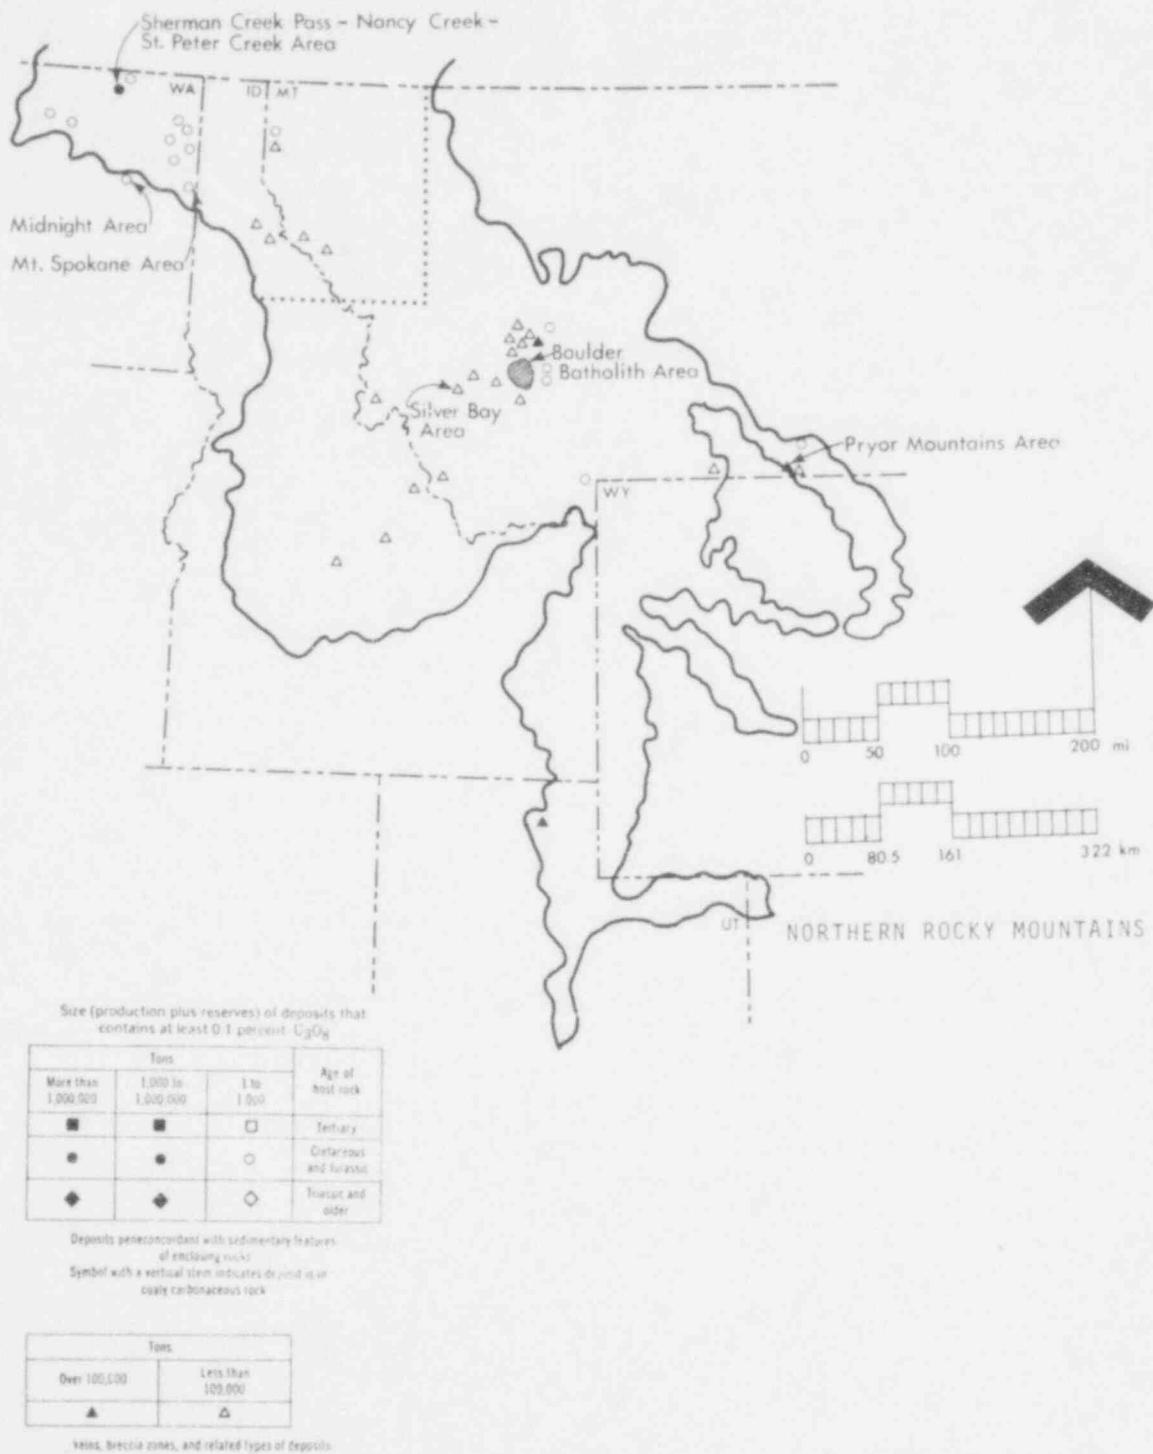 Sherman Creek Pass – Nancy Creek –
St. Peter Creek Area
WA
ID
MT
Midnight Area
Mt. Spokane Area
Boulder
Batholith Area
Silver Bay
Area
Pryor Mountains Area
WY
0 50 100 200 mi
0 80.5 161 322 km
UT
NORTHERN ROCKY MOUNTAINS
Size (production plus reserves) of deposits that
contains at least 0.1 percent U3O8
Tons
Age of
host rock
More than
1,000,000
1,000 to
1,000,000
1 to
1,000
Tertiary
Cretaceous
and Jurassic
Triassic and
older
Deposits peneconcordant with sedimentary features
of enclosing rocks
Symbol with a vertical stem indicates deposit is in
coaly carbonaceous rock
Tons
Over 100,000
Less than
100,000
Veins, breccia zones, and related types of deposits